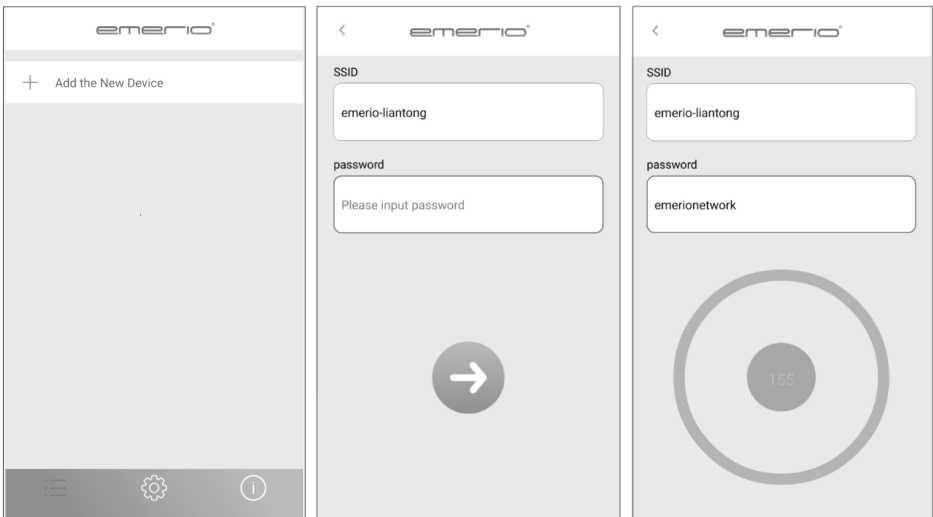 emerio®
Add the New Device
emerio®
SSID
emerio-liantong
password
Please input password
emerio®
SSID
emerio-liantong
password
emerionetwork
155